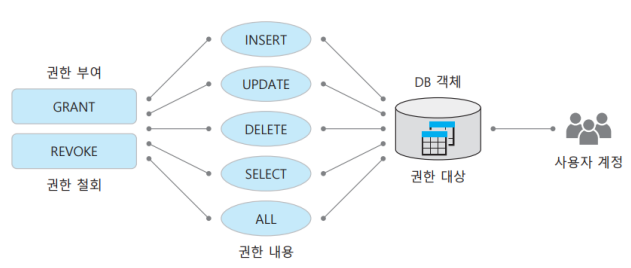 권한 부여
GRANT
REVOKE
권한 철회
INSERT
UPDATE
DELETE
SELECT
ALL
권한 내용
DB 객체
권한 대상
사용자 계정